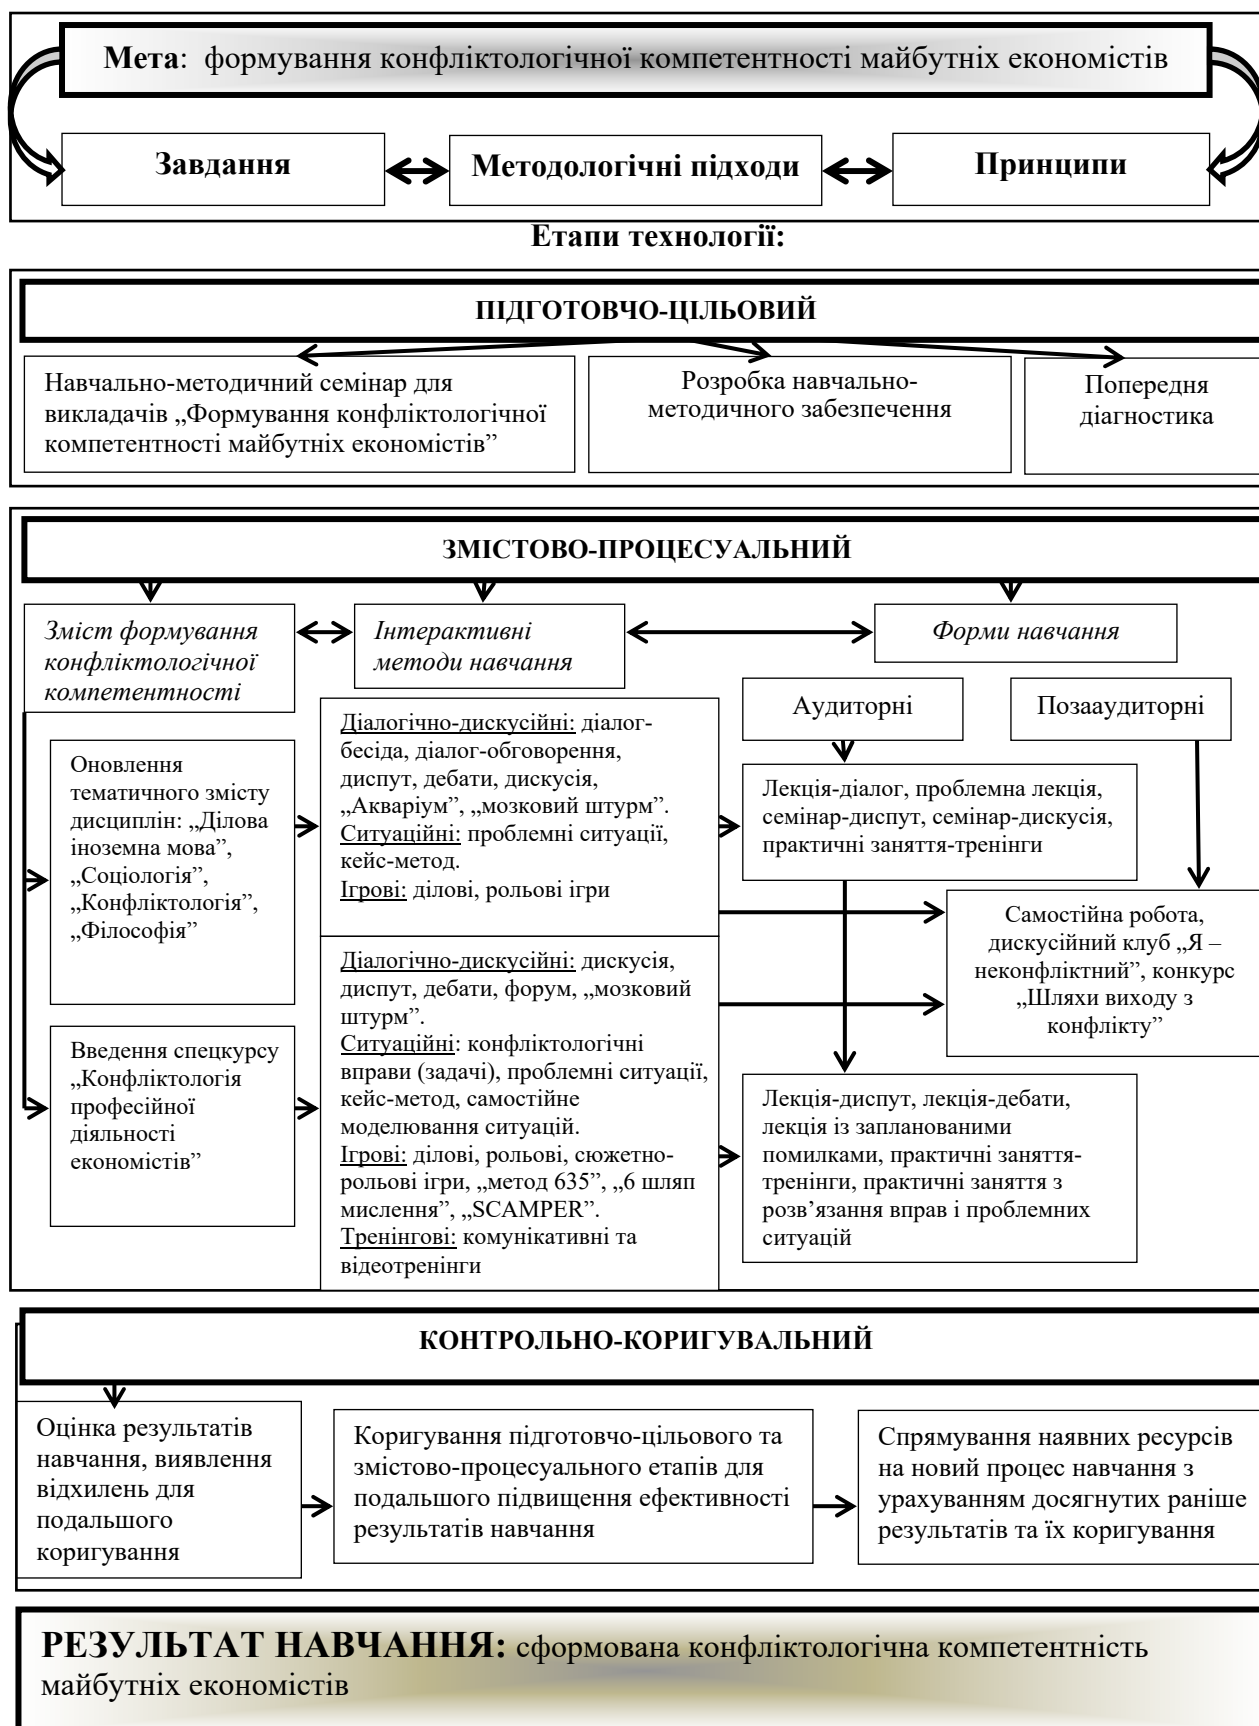 Мета: формування конфліктологічної компетентності майбутніх економістів
Завдання
Методологічні підходи
Принципи
Етапи технології:
ПІДГОТОВЧО-ЦІЛЬОВИЙ
Навчально-методичний семінар для
викладачів „Формування конфліктологічної
компетентності майбутніх економістів”
Розробка навчально-
методичного забезпечення
Попередня
діагностика
ЗМІСТОВО-ПРОЦЕСУАЛЬНИЙ
Зміст формування
конфліктологічної
компетентності
Інтерактивні
методи навчання
Форми навчання
Аудиторні
Позааудиторні
Оновлення
тематичного змісту
дисциплін: „Ділова
іноземна мова”,
„Соціологія”,
„Конфліктологія”,
„Філософія”
Діалогічно-дискусійні: діалог-
бесіда, діалог-обговорення,
диспут, дебати, дискусія,
„Акваріум”, „мозковий штурм”.
Ситуаційні: проблемні ситуації,
кейс-метод.
Ігрові: ділові, рольові ігри
Лекція-діалог, проблемна лекція,
семінар-диспут, семінар-дискусія,
практичні заняття-тренінги
Самостійна робота,
дискусійний клуб „Я –
неконфліктний”, конкурс
„Шляхи виходу з
конфлікту”
Введення спецкурсу
„Конфліктологія
професійної
діяльності
економістів”
Діалогічно-дискусійні: дискусія,
диспут, дебати, форум, „мозковий
штурм”.
Ситуаційні: конфліктологічні
вправи (задачі), проблемні ситуації,
кейс-метод, самостійне
моделювання ситуацій.
Ігрові: ділові, рольові, сюжетно-
рольові ігри, „метод 635”, „6 шляп
мислення”, „SCAMPER”.
Тренінгові: комунікативні та
відеотренінги
Лекція-диспут, лекція-дебати,
лекція із запланованими
помилками, практичні заняття-
тренінги, практичні заняття з
розв’язання вправ і проблемних
ситуацій
КОНТРОЛЬНО-КОРИГУВАЛЬНИЙ
Оцінка результатів
навчання, виявлення
відхилень для
подальшого
коригування
Коригування підготовчо-цільового та
змістово-процесуального етапів для
подальшого підвищення ефективності
результатів навчання
Спрямування наявних ресурсів
на новий процес навчання з
урахуванням досягнутих раніше
результатів та їх коригування
РЕЗУЛЬТАТ НАВЧАННЯ: сформована конфліктологічна компетентність
майбутніх економістів